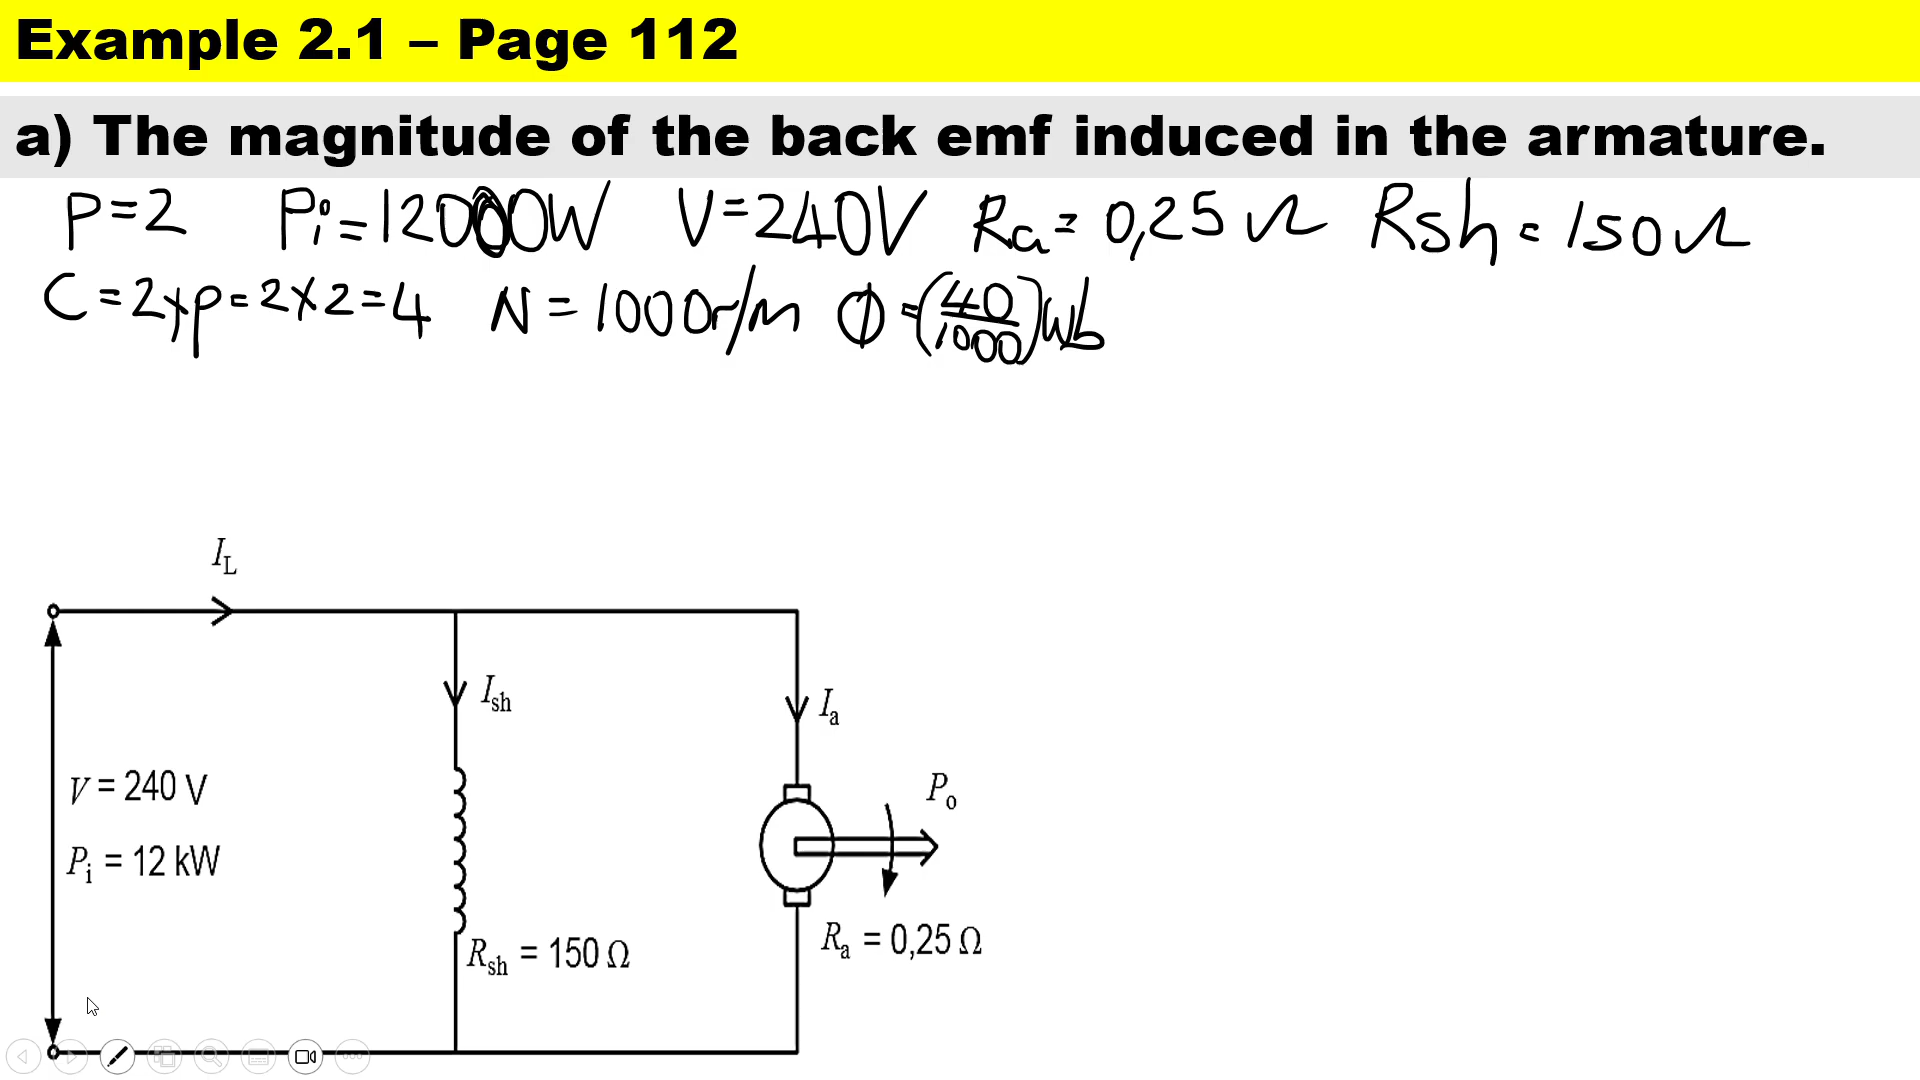 Example 2.1 – Page 112
a) The magnitude of the back emf induced in the armature.
P=2 Pi=12000W V=240V Ra=0,25Ω Rsh=150Ω
C=2xp=2x2=4 N=1000r/m Φ=(40/1000)wb
IL
Ish
Ia
V = 240 V
Po
Pi = 12 kW
Rsh = 150 Ω
Ra = 0,25 Ω